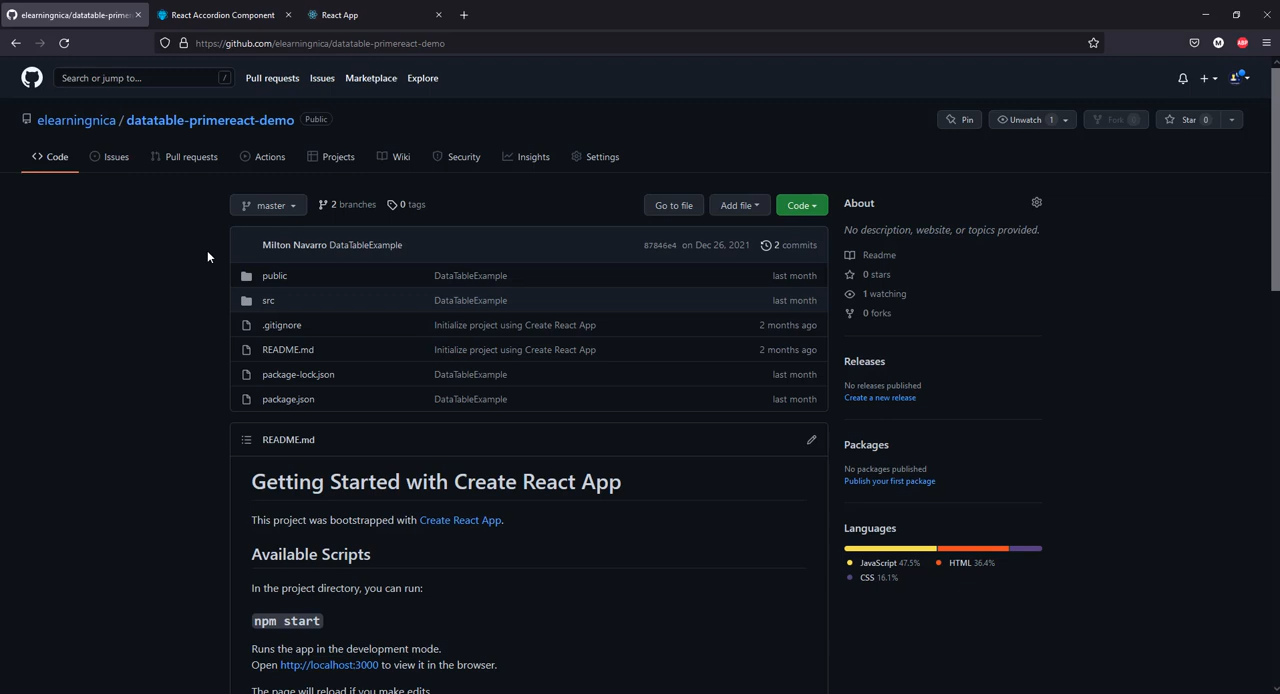 elearningnica/datatable-prime
React Accordion Component
React App
https://github.com/elearningnica/datatable-primereact-demo
M
ABP
Search or jump to...
/
Pull requests
Issues
Marketplace
Explore
elearningnica / datatable-primereact-demo
Public
Pin
Unwatch 1
Fork 0
Star 0
Code
Issues
Pull requests
Actions
Projects
Wiki
Security
Insights
Settings
master
2 branches
0 tags
Go to file
Add file
Code
Milton Navarro DataTableExample
87846e4 on Dec 26, 2021
2 commits
public DataTableExample last month
src DataTableExample last month
.gitignore Initialize project using Create React App 2 months ago
README.md Initialize project using Create React App 2 months ago
package-lock.json DataTableExample last month
package.json DataTableExample last month
README.md
Getting Started with Create React App
This project was bootstrapped with Create React App.
Available Scripts
In the project directory, you can run:
npm start
Runs the app in the development mode.
Open http://localhost:3000 to view it in the browser.
The page will reload if you make edits.
About
No description, website, or topics provided.
Readme
0 stars
1 watching
0 forks
Releases
No releases published
Create a new release
Packages
No packages published
Publish your first package
Languages
JavaScript 47.5%
HTML 36.4%
CSS 16.1%